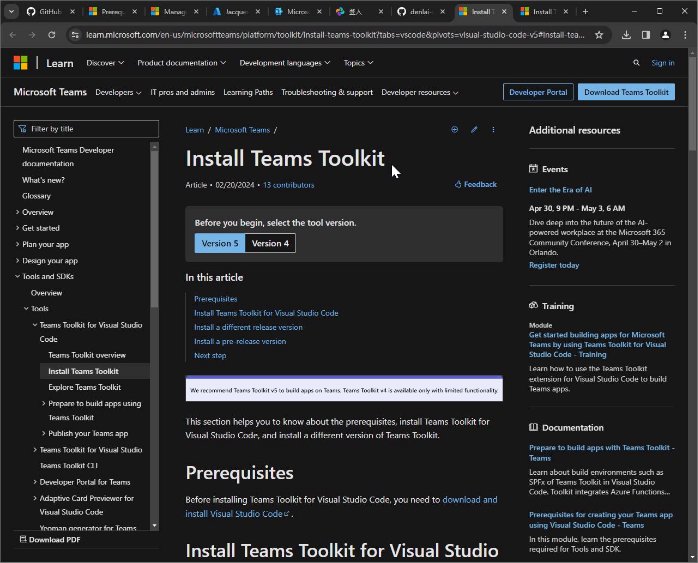 GitHub
Prereq
Manag
Jacque
Micros
登入
denlai-
Install T
Install T
learn.microsoft.com/en-us/microsoftteams/platform/toolkit/install-teams-toolkit?tabs=vscode&pivots=visual-studio-code-v5#install-tea...
Learn
Discover
Product documentation
Development languages
Topics
Sign in
Microsoft Teams
Developers
IT pros and admins
Learning Paths
Troubleshooting & support
Developer resources
Developer Portal
Download Teams Toolkit
Filter by title
Microsoft Teams Developer
documentation
What's new?
Glossary
Overview
Get started
Plan your app
Design your app
Tools and SDKs
Overview
Tools
Teams Toolkit for Visual Studio
Code
Teams Toolkit overview
Install Teams Toolkit
Explore Teams Toolkit
Prepare to build apps using
Teams Toolkit
Publish your Teams app
Teams Toolkit for Visual Studio
Teams Toolkit CLI
Developer Portal for Teams
Adaptive Card Previewer for
Visual Studio Code
Yeoman generator for Teams
Download PDF
Learn / Microsoft Teams /
Install Teams Toolkit
Article • 02/20/2024 • 13 contributors
Feedback
Before you begin, select the tool version.
Version 5
Version 4
In this article
Prerequisites
Install Teams Toolkit for Visual Studio Code
Install a different release version
Install a pre-release version
Next step
We recommend Teams Toolkit v5 to build apps on Teams. Teams Toolkit v4 is available only with limited functionality.
This section helps you to know about the prerequisites, install Teams Toolkit for
Visual Studio Code, and install a different version of Teams Toolkit.
Prerequisites
Before installing Teams Toolkit for Visual Studio Code, you need to download and
install Visual Studio Code.
Install Teams Toolkit for Visual Studio
Additional resources
Events
Enter the Era of AI
Apr 30, 9 PM - May 3, 6 AM
Dive deep into the future of the AI-
powered workplace at the Microsoft 365
Community Conference, April 30–May 2 in
Orlando.
Register today
Training
Module
Get started building apps for Microsoft
Teams by using Teams Toolkit for Visual
Studio Code - Training
Learn how to use the Teams Toolkit
extension for Visual Studio Code to build
Teams apps.
Documentation
Prepare to build apps with Teams Toolkit -
Teams
Learn about build environments such as
SPFx of Teams Toolkit in Visual Studio
Code. Toolkit integrates Azure Functions...
Prerequisites for creating your Teams app
using Visual Studio Code - Teams
In this module, learn the prerequisites
required for Tools and SDK.